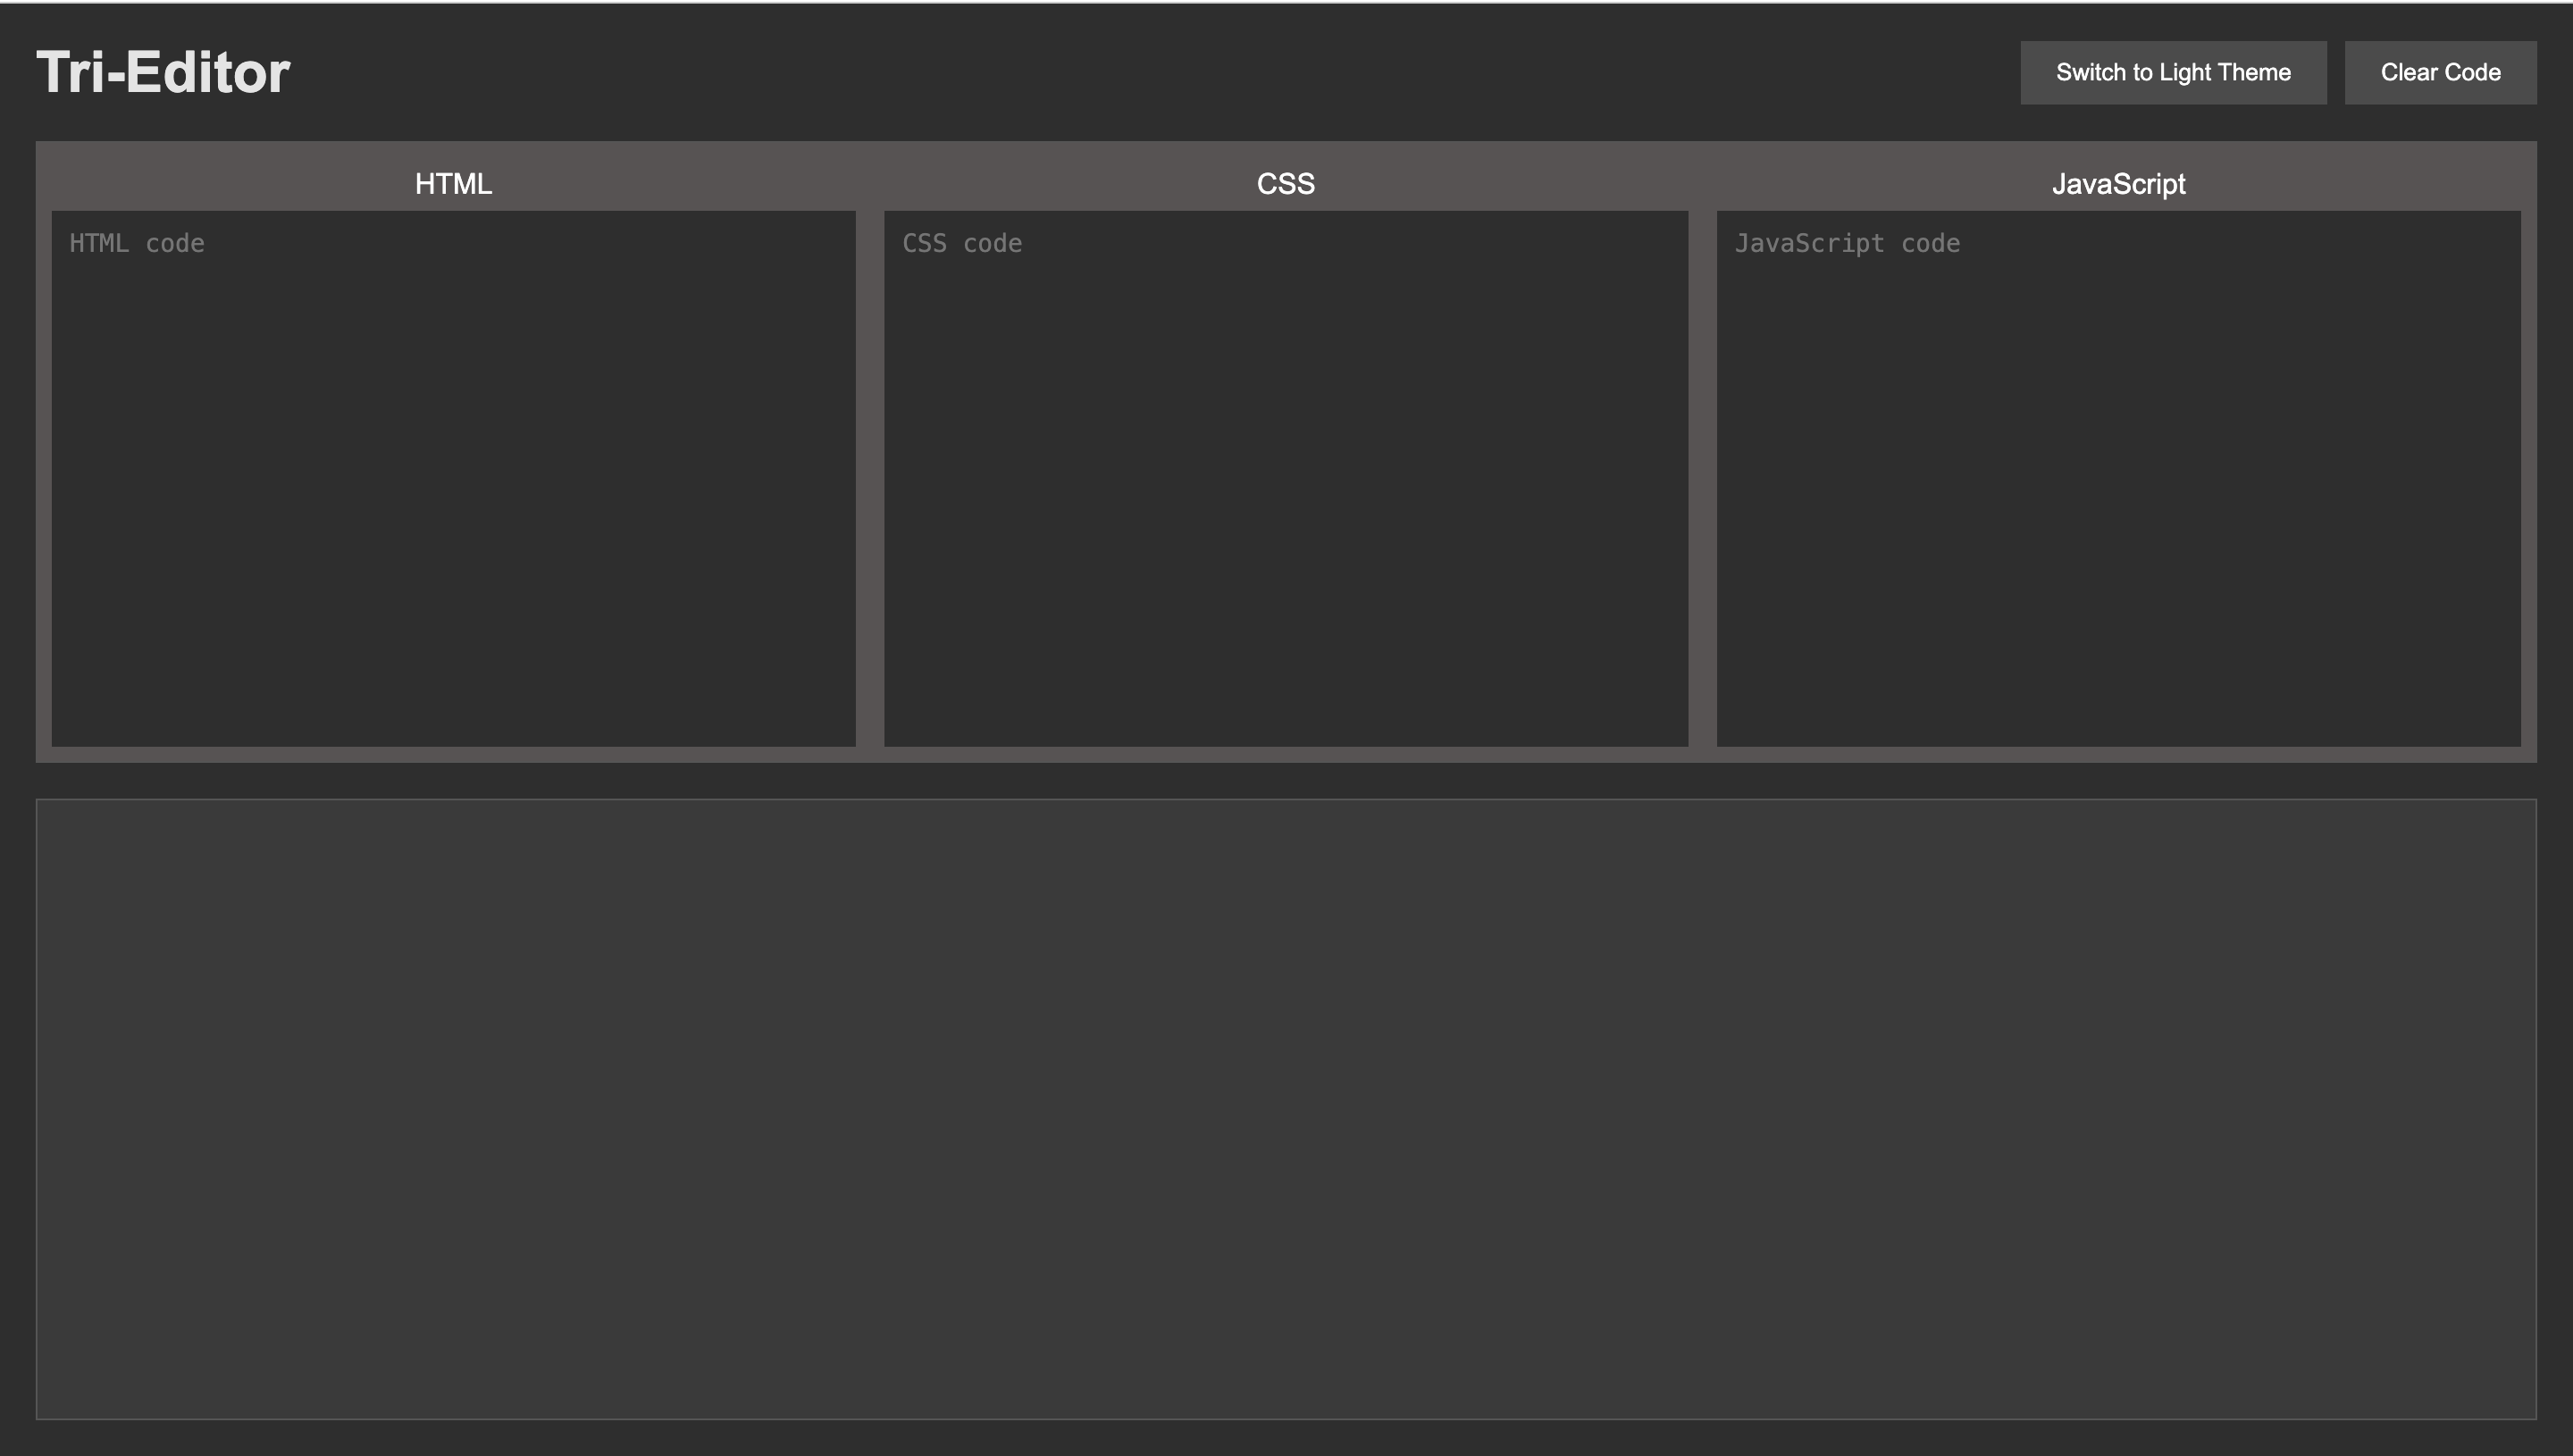 Tri-Editor
Switch to Light Theme
Clear Code
HTML
CSS
JavaScript
HTML code
CSS code
JavaScript code